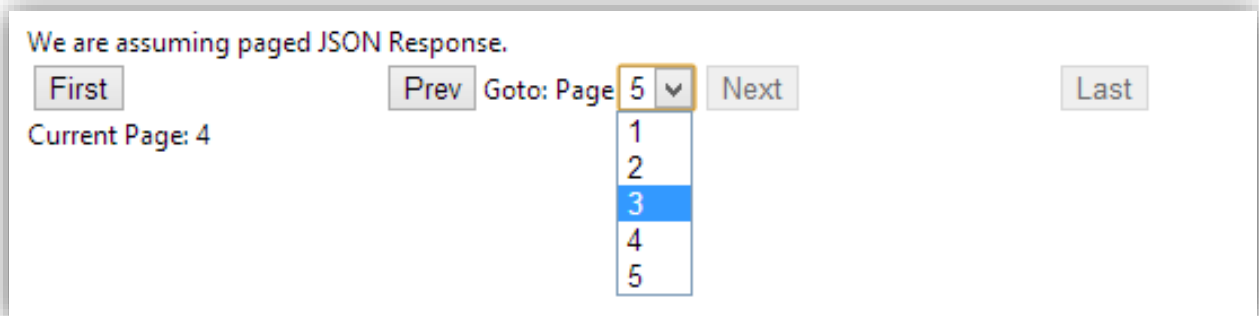 We are assuming paged JSON Response.
First Prev Goto: Page 5 Next Last
Current Page: 4
1
2
3
4
5